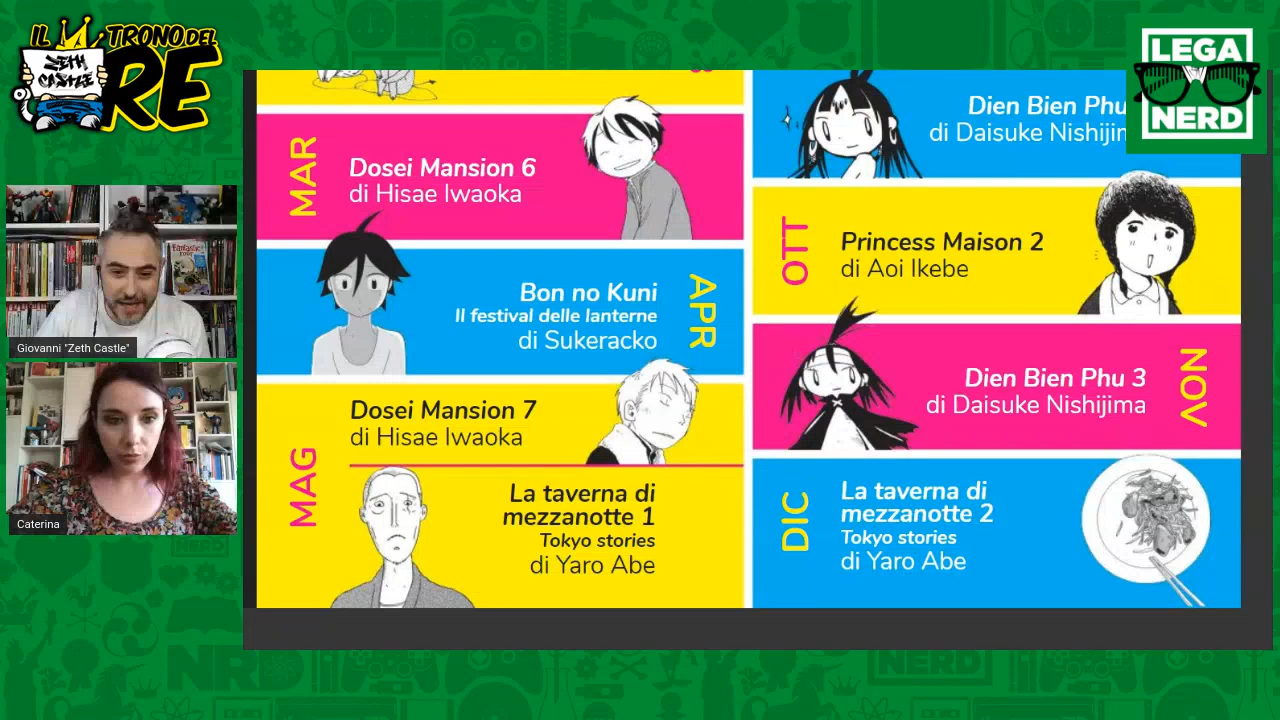 IL TRONO DEL
RE
ZETH
CASTLE
LEGA
NERD
Giovanni "Zeth Castle"
Caterina
MAR
Dosei Mansion 6
di Hisae Iwaoka
APR
Bon no Kuni
Il festival delle lanterne
di Sukeracko
MAG
Dosei Mansion 7
di Hisae Iwaoka
La taverna di
mezzanotte 1
Tokyo stories
di Yaro Abe
Dien Bien Phu
di Daisuke
OTT
Princess Maison 2
di Aoi Ikebe
NOV
Dien Bien Phu 3
di Daisuke Nishijima
DIC
La taverna di
mezzanotte 2
Tokyo stories
di Yaro Abe
NERD
NERD